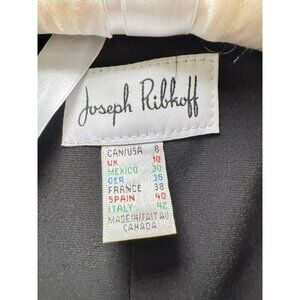 Joseph Ribkoff
CAN/USA 8
UK 10
MEXICO 30
GER 36
FRANCE 38
SPAIN 40
ITALY 42
MADE IN/FAIT AU
CANADA